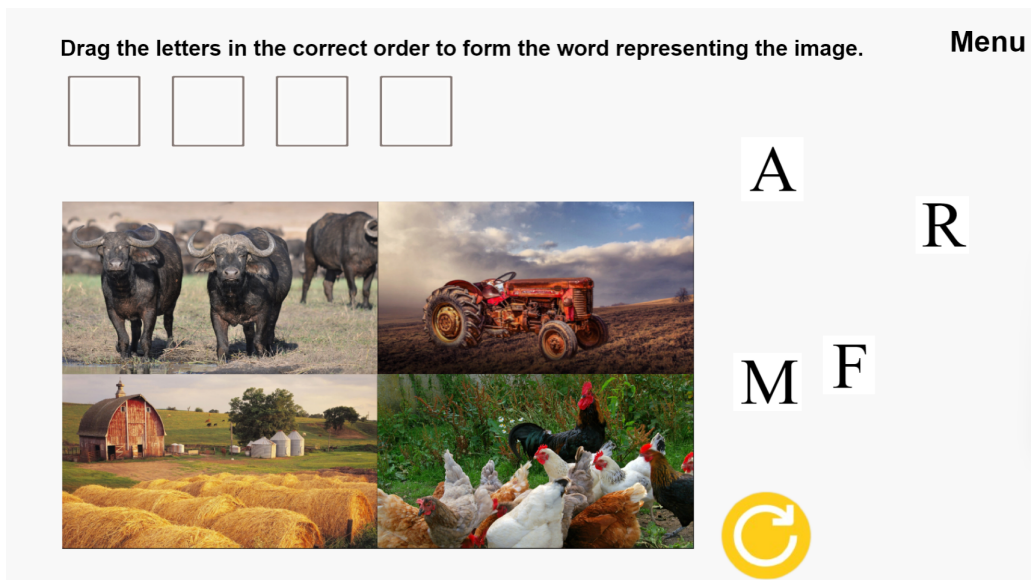 Drag the letters in the correct order to form the word representing the image.
Menu
A
R
M
F